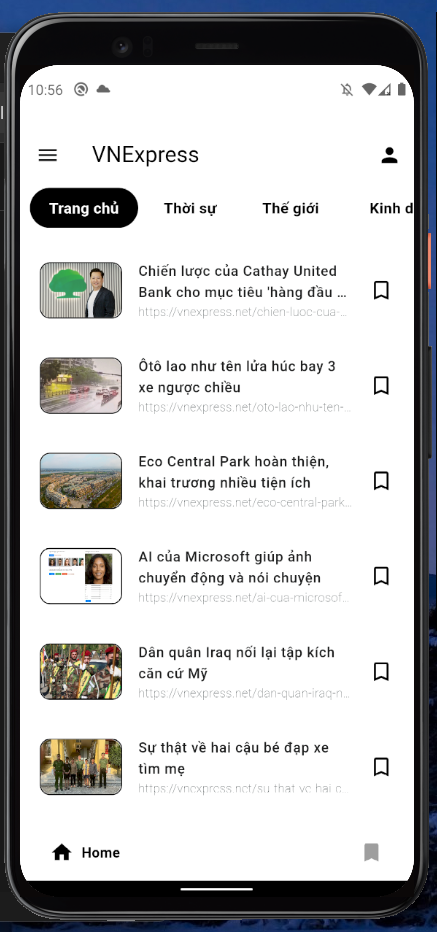 10:56
VNExpress
Trang chủ Thời sự Thế giới Kinh d
Chiến lược của Cathay United
Bank cho mục tiêu 'hàng đầu ...
https://vnexpress.net/chien-luoc-cua-...
Ôtô lao như tên lửa húc bay 3
xe ngược chiều
https://vnexpress.net/oto-lao-nhu-ten-...
Eco Central Park hoàn thiện,
khai trương nhiều tiện ích
https://vnexpress.net/eco-central-park...
AI của Microsoft giúp ảnh
chuyển động và nói chuyện
https://vnexpress.net/ai-cua-microsof...
Dân quân Iraq nối lại tập kích
căn cứ Mỹ
https://vnexpress.net/dan-quan-iraq-n...
Sự thật về hai cậu bé đạp xe
tìm mẹ
https://vnexpress.net/su-that-ve-hai-c...
Home